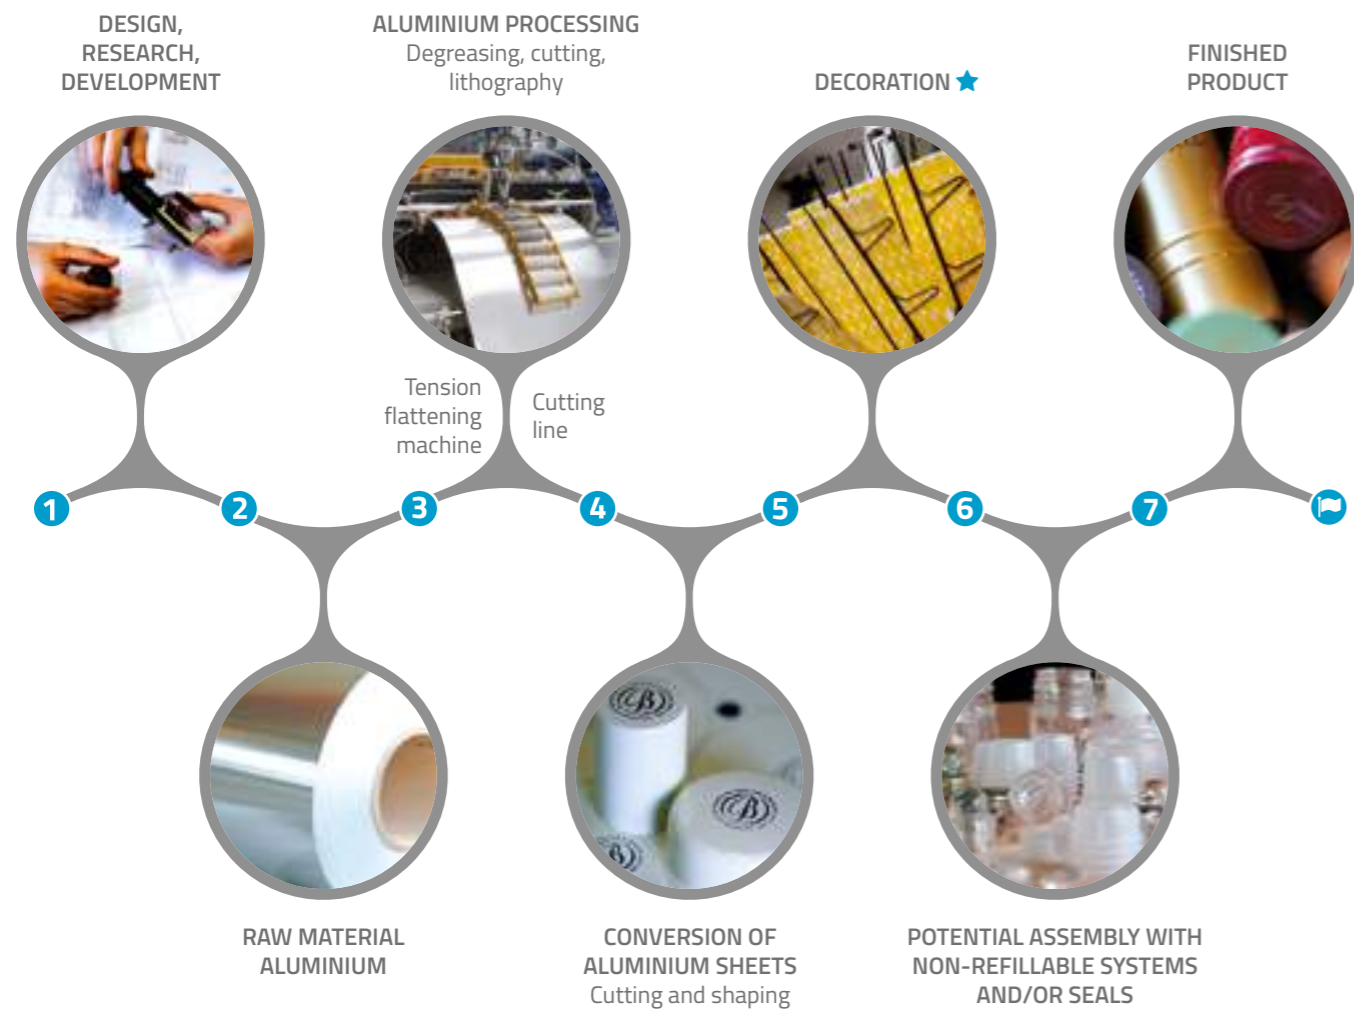 DESIGN,
RESEARCH,
DEVELOPMENT
ALUMINIUM PROCESSING
Degreasing, cutting,
lithography
DECORATION
FINISHED
PRODUCT
Tension
flattening
machine
Cutting
line
1
2
3
4
5
6
7
RAW MATERIAL
ALUMINIUM
CONVERSION OF
ALUMINIUM SHEETS
Cutting and shaping
POTENTIAL ASSEMBLY WITH
NON-REFILLABLE SYSTEMS
AND/OR SEALS